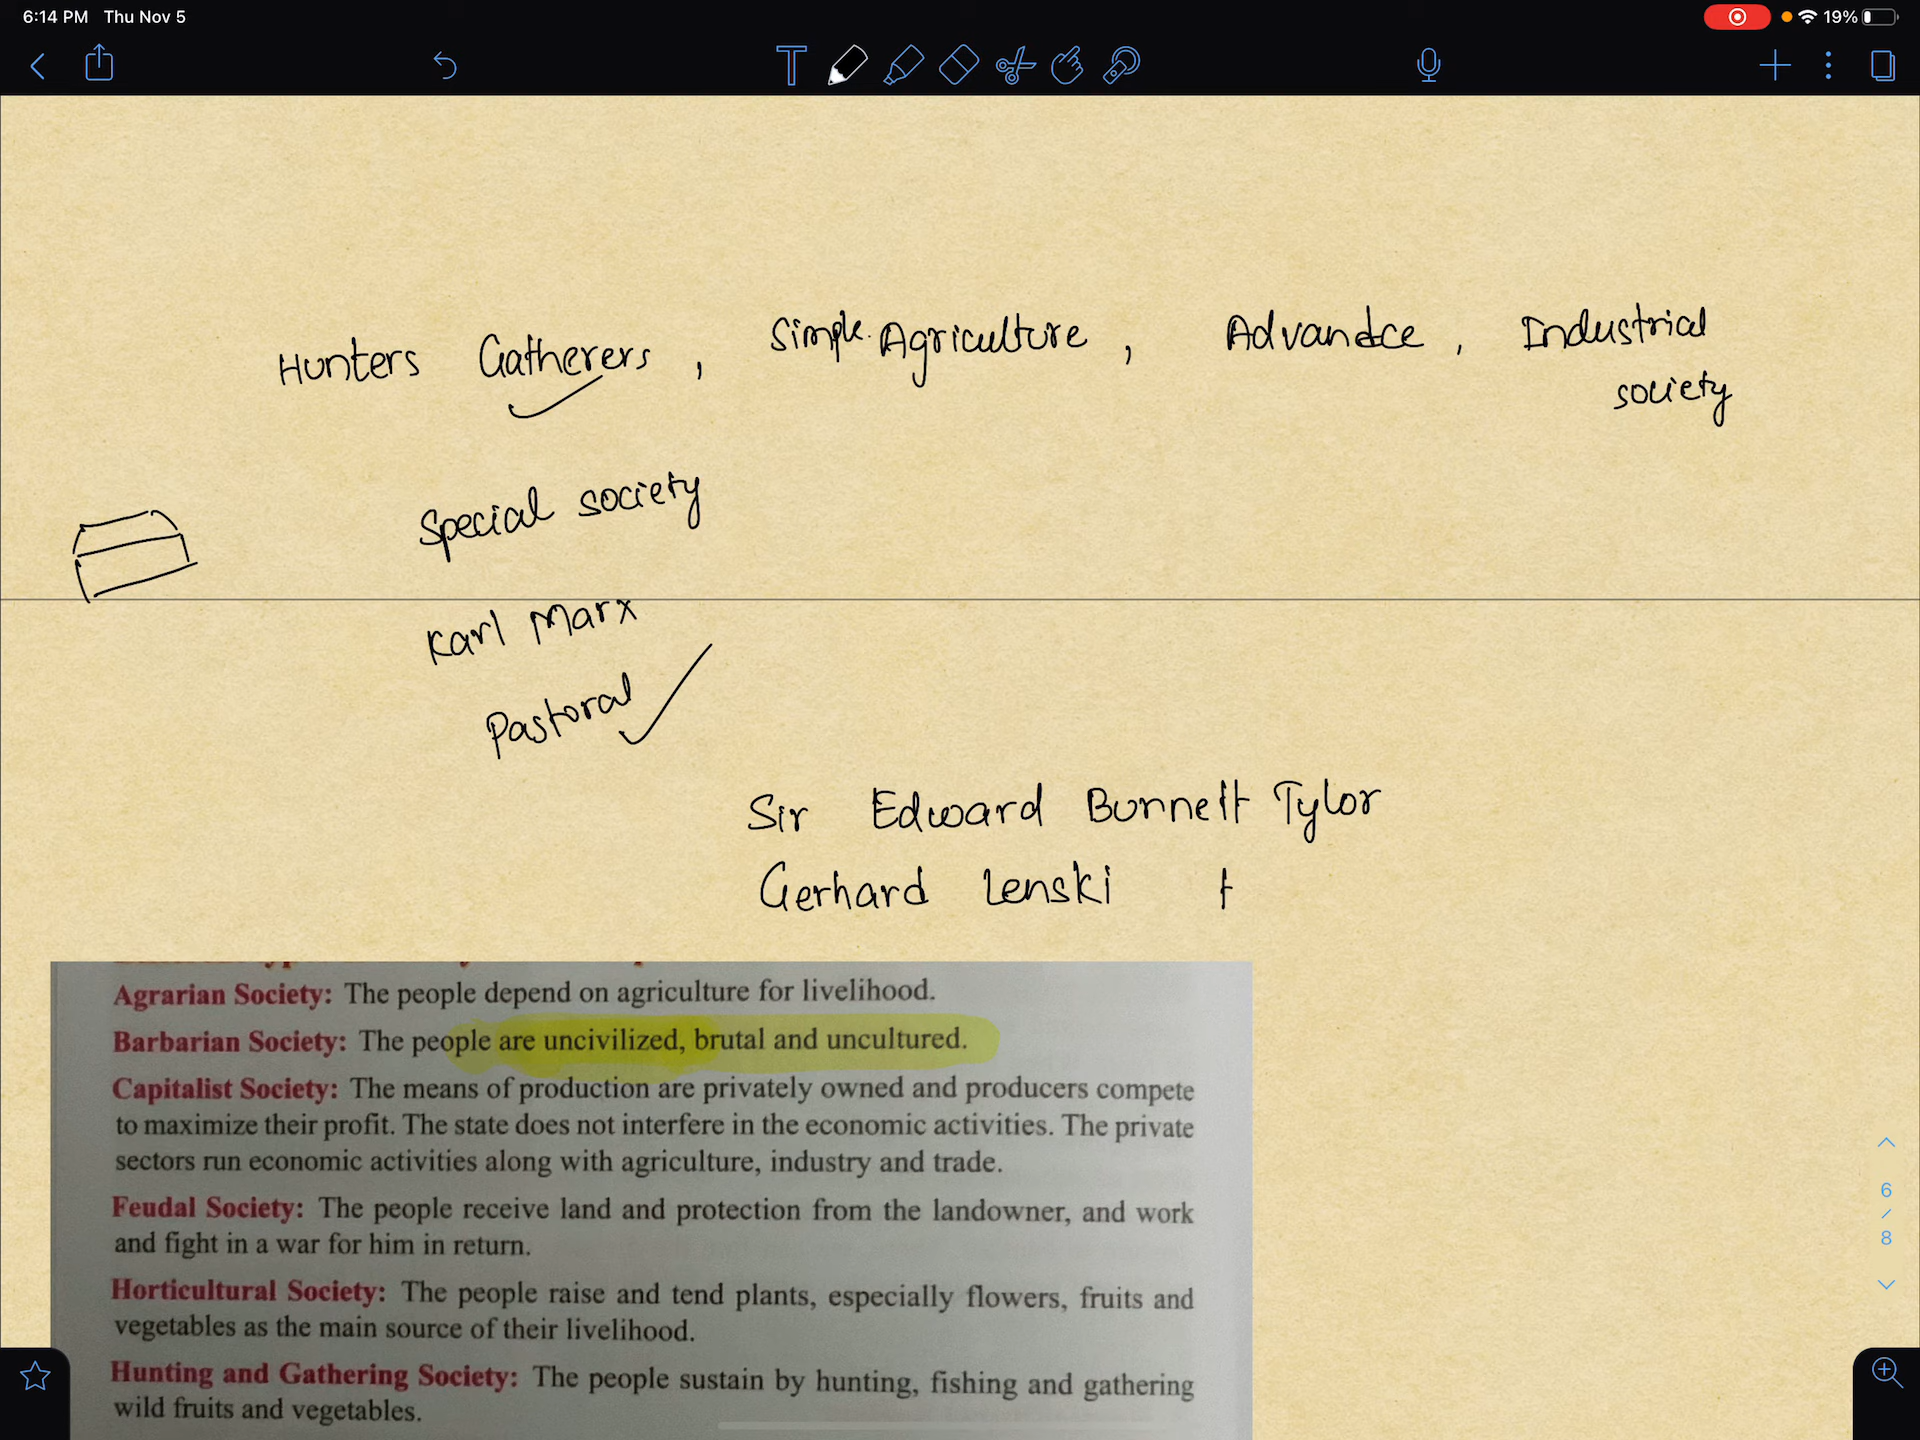 6:14 PM Thu Nov 5
19%
Hunters Gatherers , Simple Agriculture , Advandce , Industrial
society
Special society
Karl Marx
Pastoral
Sir Edward Burnett Tylor
Gerhard Lenski
Agrarian Society: The people depend on agriculture for livelihood.
Barbarian Society: The people are uncivilized, brutal and uncultured.
Capitalist Society: The means of production are privately owned and producers compete
to maximize their profit. The state does not interfere in the economic activities. The private
sectors run economic activities along with agriculture, industry and trade.
Feudal Society: The people receive land and protection from the landowner, and work
and fight in a war for him in return.
Horticultural Society: The people raise and tend plants, especially flowers, fruits and
vegetables as the main source of their livelihood.
Hunting and Gathering Society: The people sustain by hunting, fishing and gathering
wild fruits and vegetables.
6
/
8